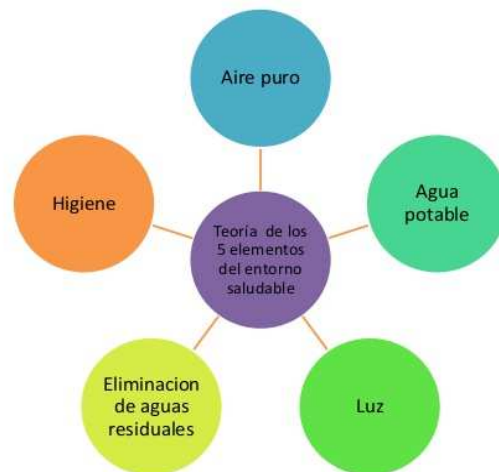 Aire puro
Higiene
Agua
potable
Teoría de los
5 elementos
del entorno
saludable
Eliminacion
de aguas
residuales
Luz